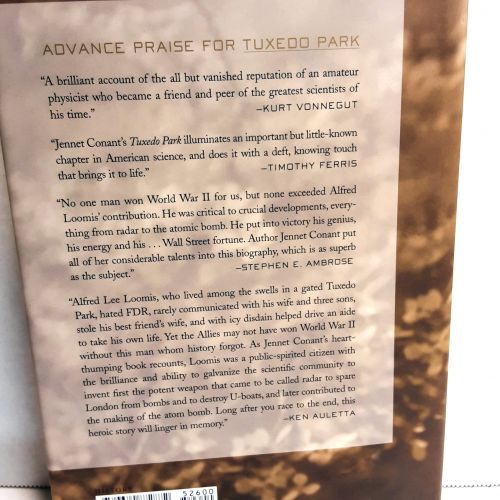 ADVANCE PRAISE FOR TUXEDO PARK
“A brilliant account of the all but vanished reputation of an amateur
physicist who became a friend and peer of the greatest scientists of
his time.”
–KURT VONNEGUT
“Jennet Conant’s Tuxedo Park illuminates an important but little-known
chapter in American science, and does it with a deft, knowing touch
that brings it to life.”
–TIMOTHY FERRIS
“No one man won World War II for us, but none exceeded Alfred
Loomis’ contribution. He was critical to crucial developments, every-
thing from radar to the atomic bomb. He put into victory his genius,
his energy and his . . . Wall Street fortune. Author Jennet Conant put
all of her considerable talents into this biography, which is as superb
as the subject.”
–STEPHEN E. AMBROSE
“Alfred Lee Loomis, who lived among the swells in a gated Tuxedo
Park, hated FDR, rarely communicated with his wife and three sons,
stole his best friend’s wife, and with icy disdain helped drive an aide
to take his own life. Yet the Allies may not have won World War II
without this man whom history forgot. As Jennet Conant’s heart-
thumping book recounts, Loomis was a public-spirited citizen with
the brilliance and ability to galvanize the scientific community to
invent first the potent weapon that came to be called radar to spare
London from bombs and to destroy U-boats, and later contributed to
the making of the atom bomb. Long after you race to the end, this
heroic story will linger in memory.”
–KEN AULETTA
HISTORY
52600